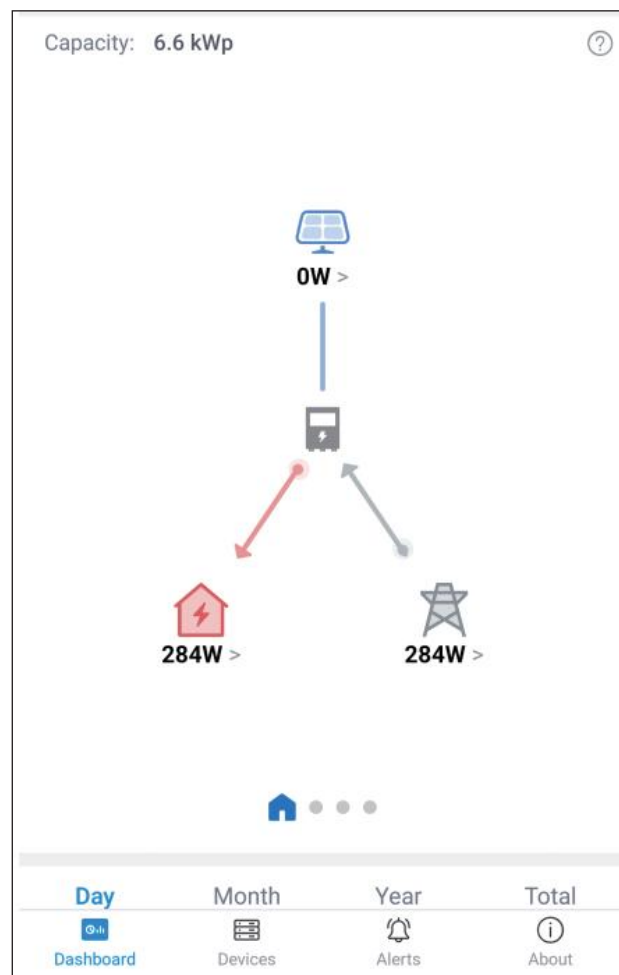 Capacity: 6.6 kWp
0W >
284W >
284W >
Day Month Year Total
Dashboard Devices Alerts About